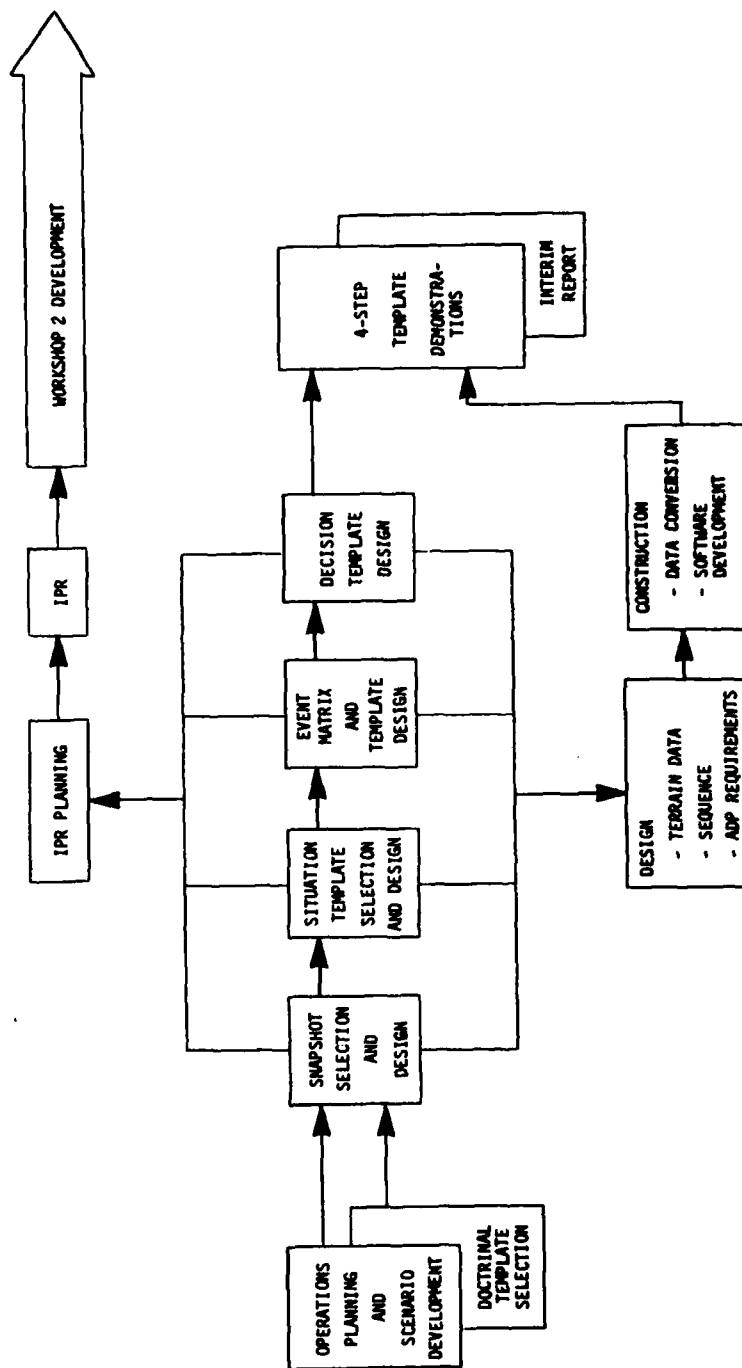 WORKSHOP 2 DEVELOPMENT
IPR
IPR PLANNING
OPERATIONS
PLANNING
AND
SCENARIO
DEVELOPMENT
DOCTRINAL
TEMPLATE
SELECTION
SNAPSHOT
SELECTION
AND
DESIGN
SITUATION
TEMPLATE
SELECTION
AND DESIGN
EVENT
MATRIX
AND
TEMPLATE
DESIGN
DECISION
TEMPLATE
DESIGN
4-STEP
TEMPLATE
DEMONSTRA-
TIONS
INTERIM
REPORT
DESIGN
- TERRAIN DATA
- SEQUENCE
- ADP REQUIREMENTS
CONSTRUCTION
- DATA CONVERSION
- SOFTWARE
DEVELOPMENT